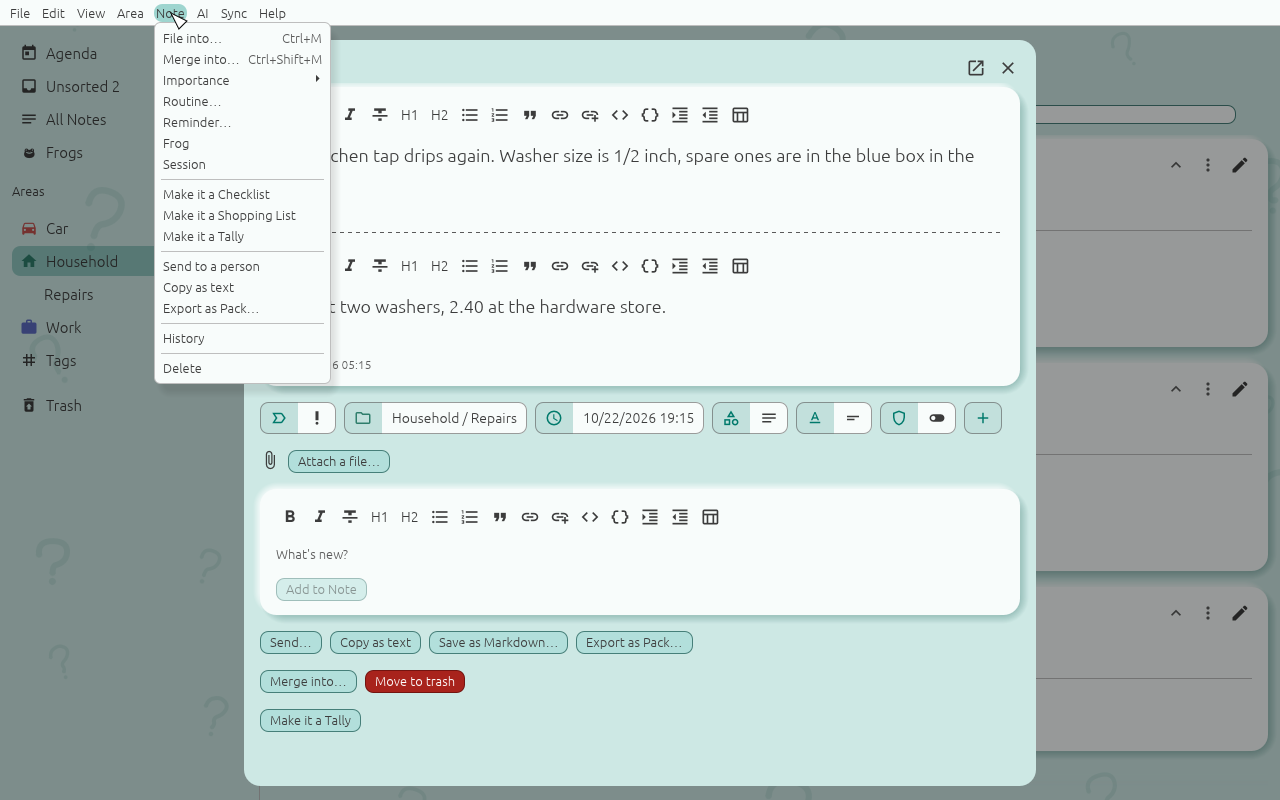 File Edit View Area Note AI Sync Help
File into… Ctrl+M
Merge into… Ctrl+Shift+M
Importance
Routine…
Reminder…
Frog
Session
Make it a Checklist
Make it a Shopping List
Make it a Tally
Send to a person
Copy as text
Export as Pack…
History
Delete
Agenda
Unsorted 2
All Notes
Frogs
Areas
Car
Household
Repairs
Work
Tags
Trash
H1 H2
tap drips again. Washer size is 1/2 inch, spare ones are in the blue box in the
H1 H2
two washers, 2.40 at the hardware store.
05:15
Household / Repairs
10/22/2026 19:15
Attach a file…
B I H1 H2
What's new?
Add to Note
Send… Copy as text Save as Markdown… Export as Pack…
Merge into… Move to trash
Make it a Tally